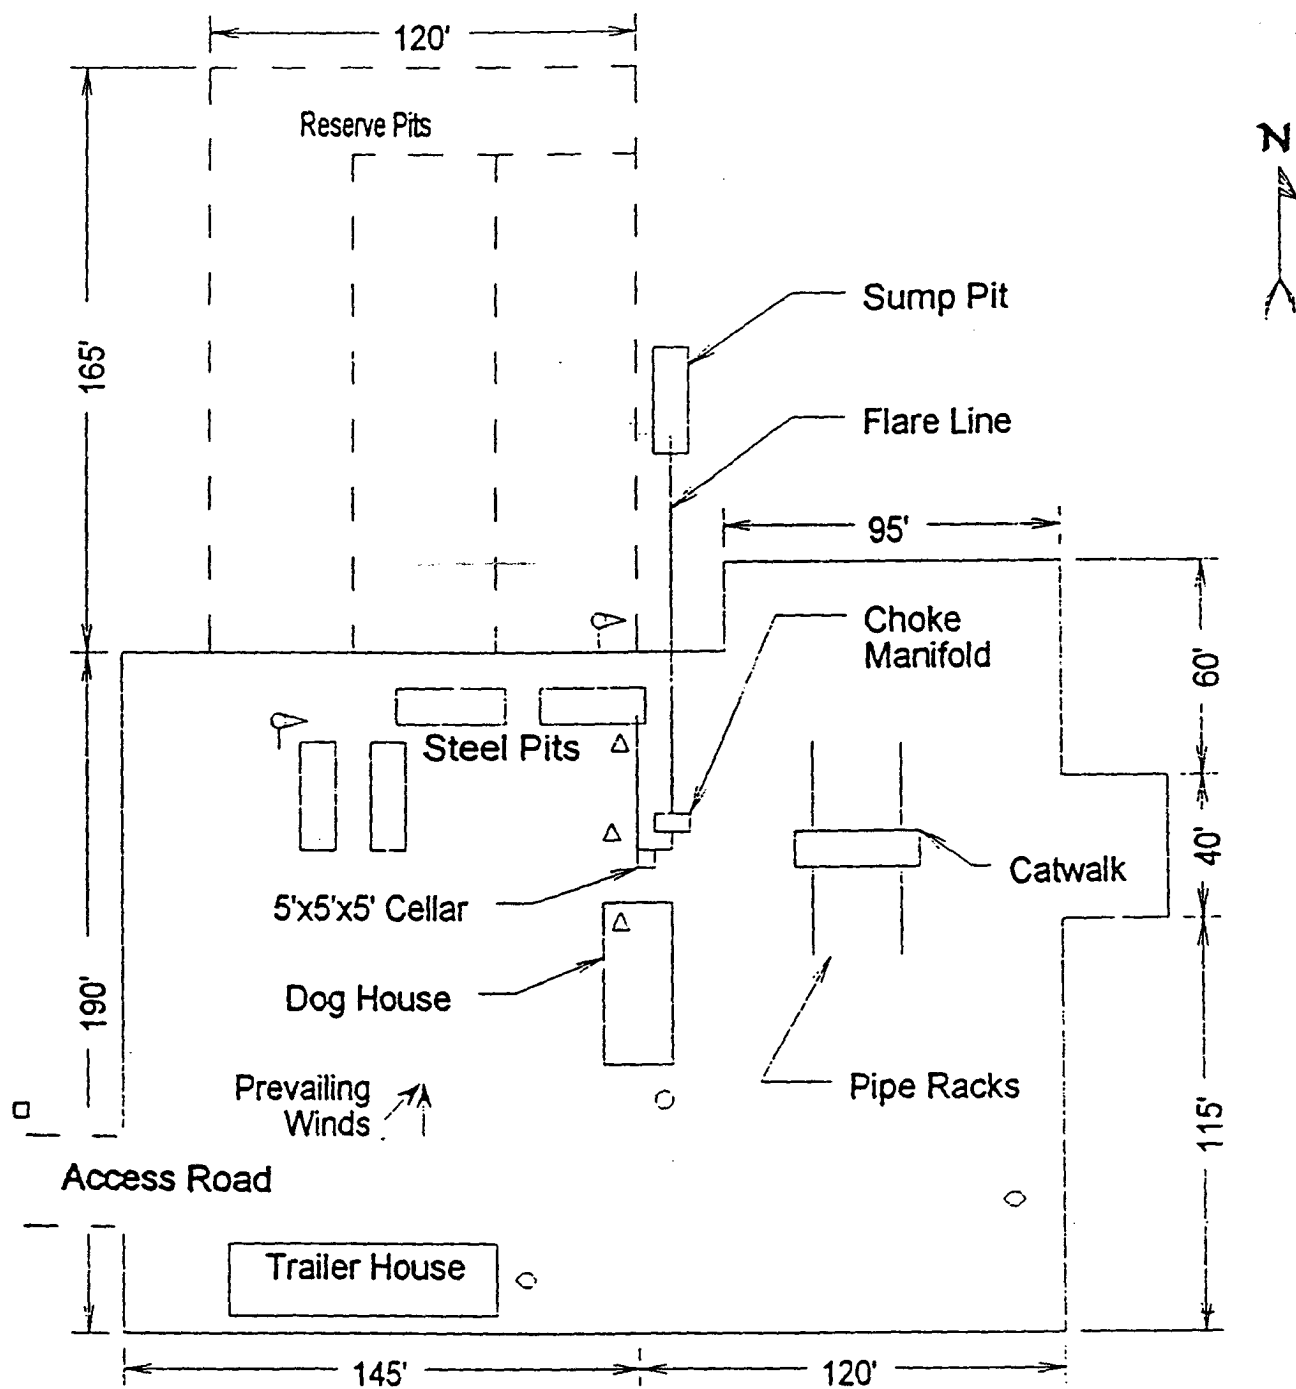 120'
Reserve Pits
N
Sump Pit
165'
Flare Line
95'
Choke
Manifold
60'
Steel Pits
40'
Catwalk
5'x5'x5' Cellar
190'
Dog House
Prevailing
Winds
Pipe Racks
115'
Access Road
Trailer House
145'
120'